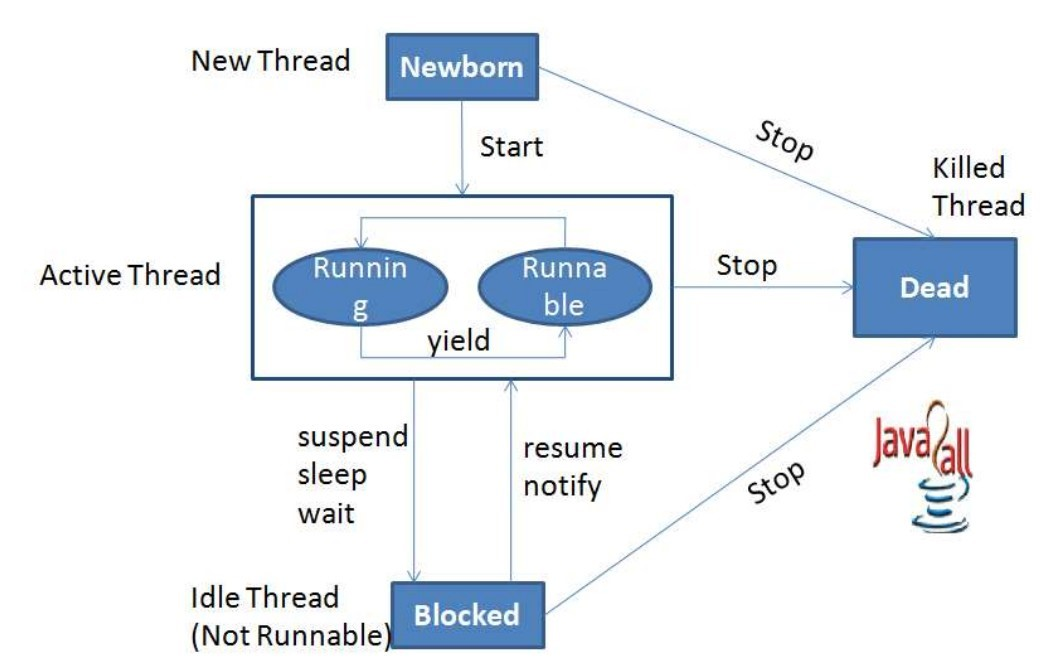 New Thread
Newborn
Start
Stop
Killed
Thread
Active Thread
Runnin
g
Runna
ble
yield
Stop
Dead
suspend
sleep
wait
resume
notify
Stop
Java
all
Idle Thread
(Not Runnable)
Blocked